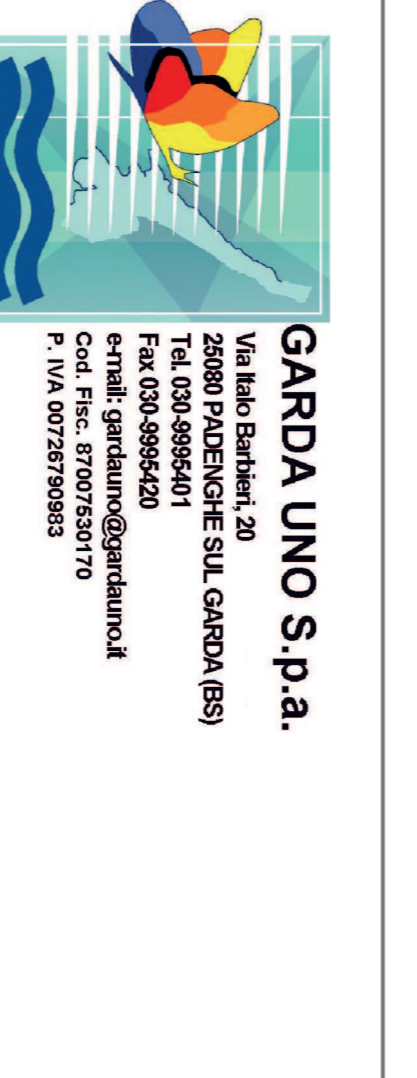 GARDA UNO S.p.a.
Via Italo Barbieri, 20
25080 PADENGHE SUL GARDA (BS)
Tel. 030-9995401
Fax 030-9995420
e-mail: gardauno@gardauno.it
Cod. Fisc. 87007530170
P. IVA 00726790983